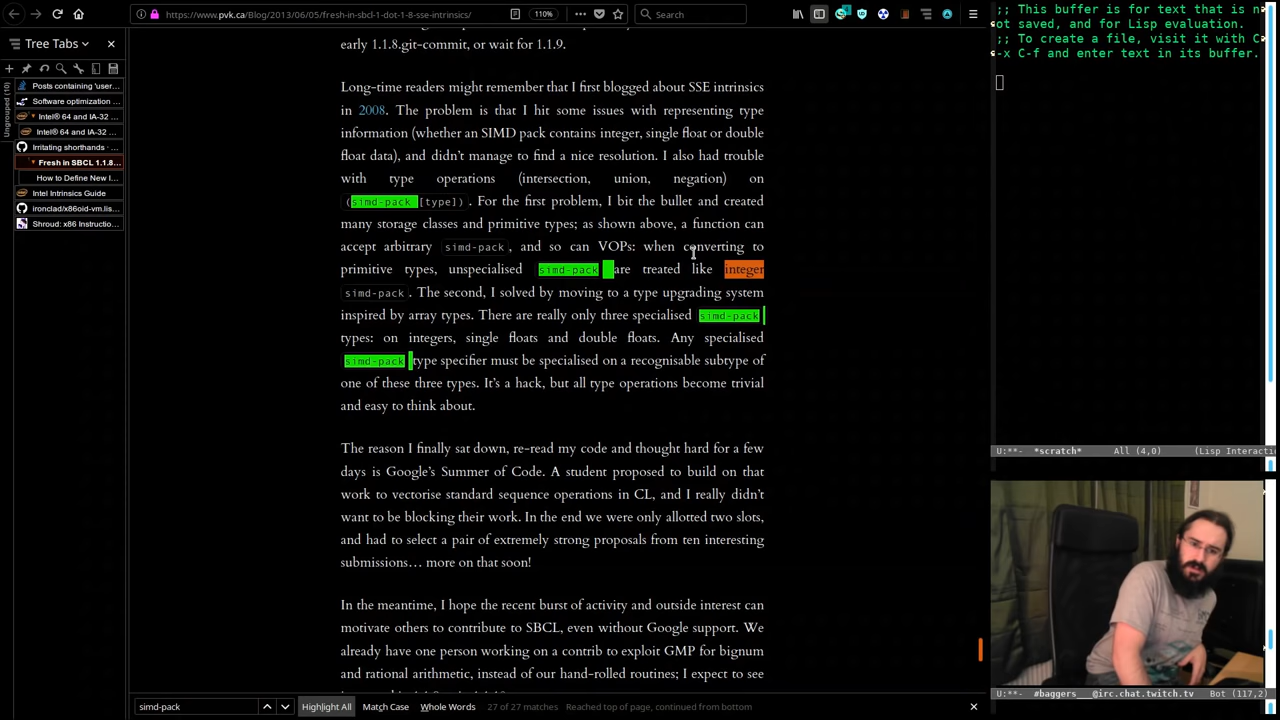 https://www.pvk.ca/Blog/2013/06/05/fresh-in-sbcl-1-dot-1-8-sse-intrinsics/
110%
Search
Tree Tabs
Ungrouped (10)
Posts containing 'user...
Software optimization ...
Intel® 64 and IA-32 ...
Intel® 64 and IA-32 ...
Irritating shorthands · ...
Fresh in SBCL 1.1.8...
How to Define New I...
Intel Intrinsics Guide
ironclad/x86oid-vm.lis...
Shroud: x86 Instructio...
early 1.1.8.git-commit, or wait for 1.1.9.
Long-time readers might remember that I first blogged about SSE intrinsics
in 2008. The problem is that I hit some issues with representing type
information (whether an SIMD pack contains integer, single float or double
float data), and didn't manage to find a nice resolution. I also had trouble
with type operations (intersection, union, negation) on
(simd-pack [type]). For the first problem, I bit the bullet and created
many storage classes and primitive types; as shown above, a function can
accept arbitrary simd-pack, and so can VOPs: when converting to
primitive types, unspecialised simd-pack are treated like integer
simd-pack. The second, I solved by moving to a type upgrading system
inspired by array types. There are really only three specialised simd-pack
types: on integers, single floats and double floats. Any specialised
simd-pack type specifier must be specialised on a recognisable subtype of
one of these three types. It's a hack, but all type operations become trivial
and easy to think about.
The reason I finally sat down, re-read my code and thought hard for a few
days is Google's Summer of Code. A student proposed to build on that
work to vectorise standard sequence operations in CL, and I really didn't
want to be blocking their work. In the end we were only allotted two slots,
and had to select a pair of extremely strong proposals from ten interesting
submissions… more on that soon!
In the meantime, I hope the recent burst of activity and outside interest can
motivate others to contribute to SBCL, even without Google support. We
already have one person working on a contrib to exploit GMP for bignum
and rational arithmetic, instead of our hand-rolled routines; I expect to see
simd-pack
Highlight All
Match Case
Whole Words
27 of 27 matches
Reached top of page, continued from bottom
;; This buffer is for text that is n
ot saved, and for Lisp evaluation.
;; To create a file, visit it with C
-x C-f and enter text in its buffer.
U:**- *scratch* All (4,0) (Lisp Interacti
U:**- #baggers__@irc.chat.twitch.tv Bot (117,2)